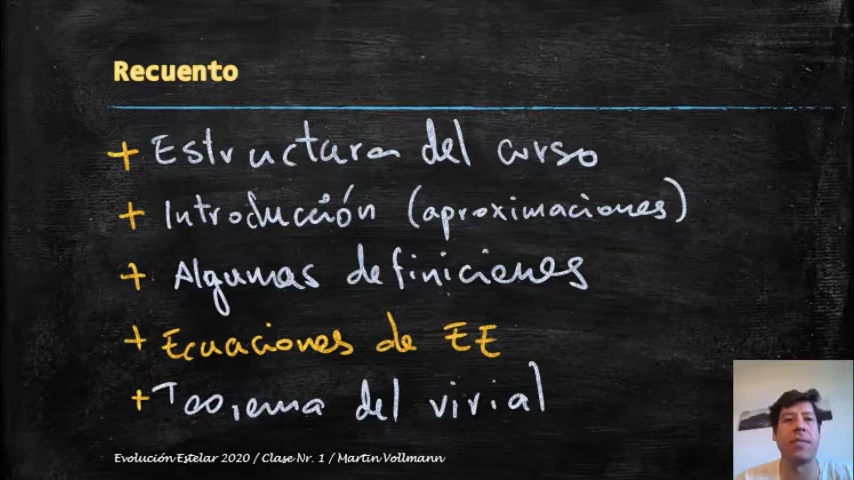 Recuento
+ Estructura del curso
+ Introducción (aproximaciones)
+ Algunas definiciones
+ Ecuaciones de EE
+ Teorema del virial
Evolución Estelar 2020 / Clase Nr. 1 / Martin Vollmann